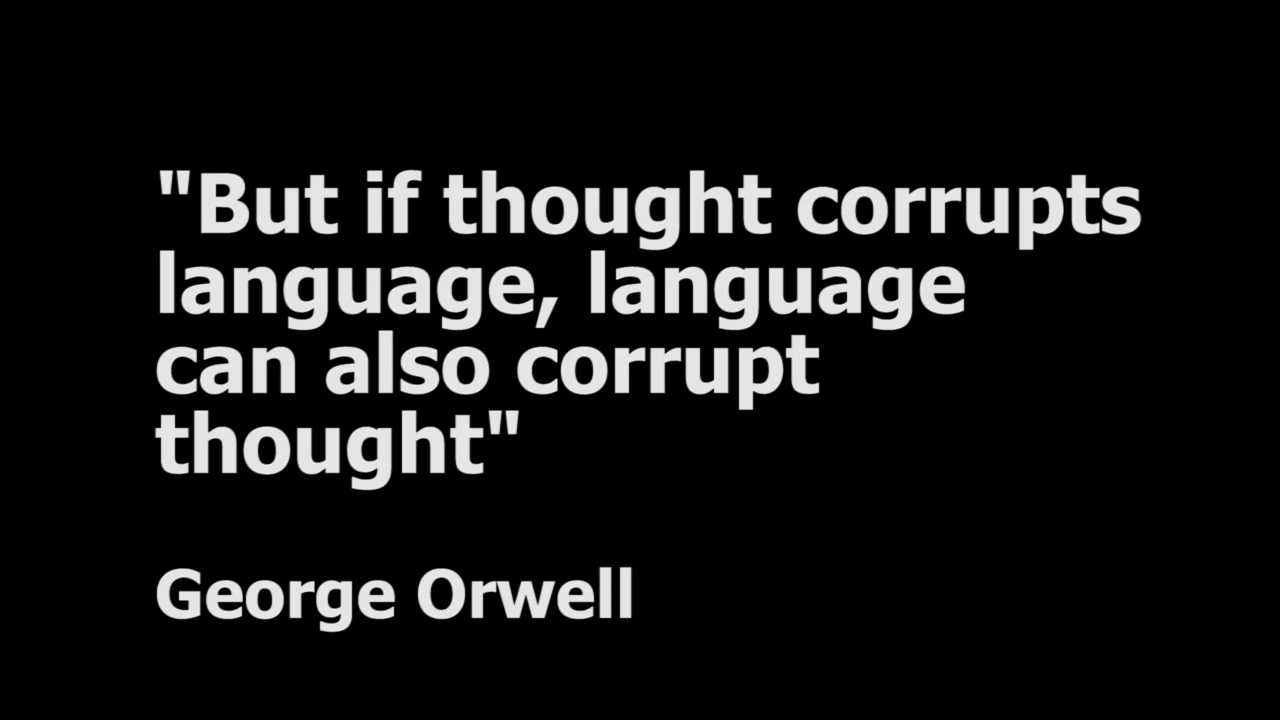 "But if thought corrupts
language, language
can also corrupt
thought"
George Orwell